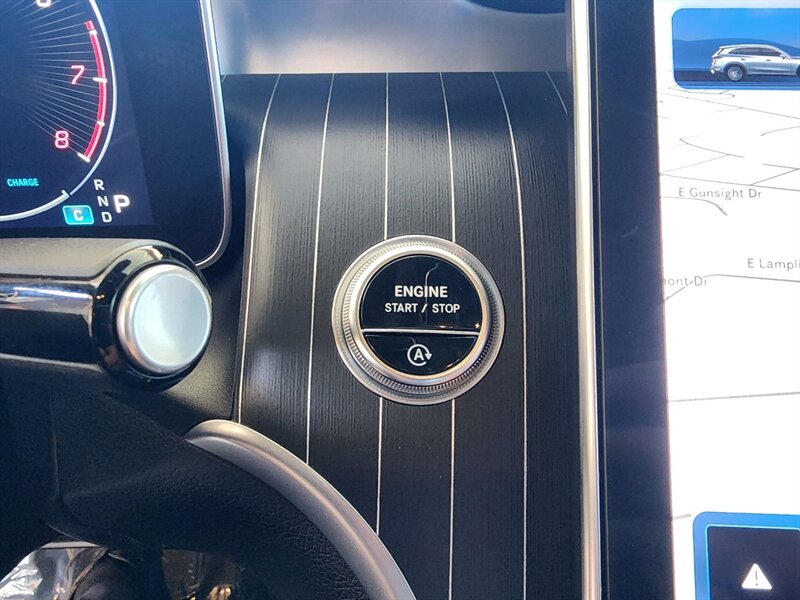 7
8
CHARGE
R
N
D
P
C
ENGINE
START / STOP
A
E Gunsight Dr
E Lampli
mont Dr